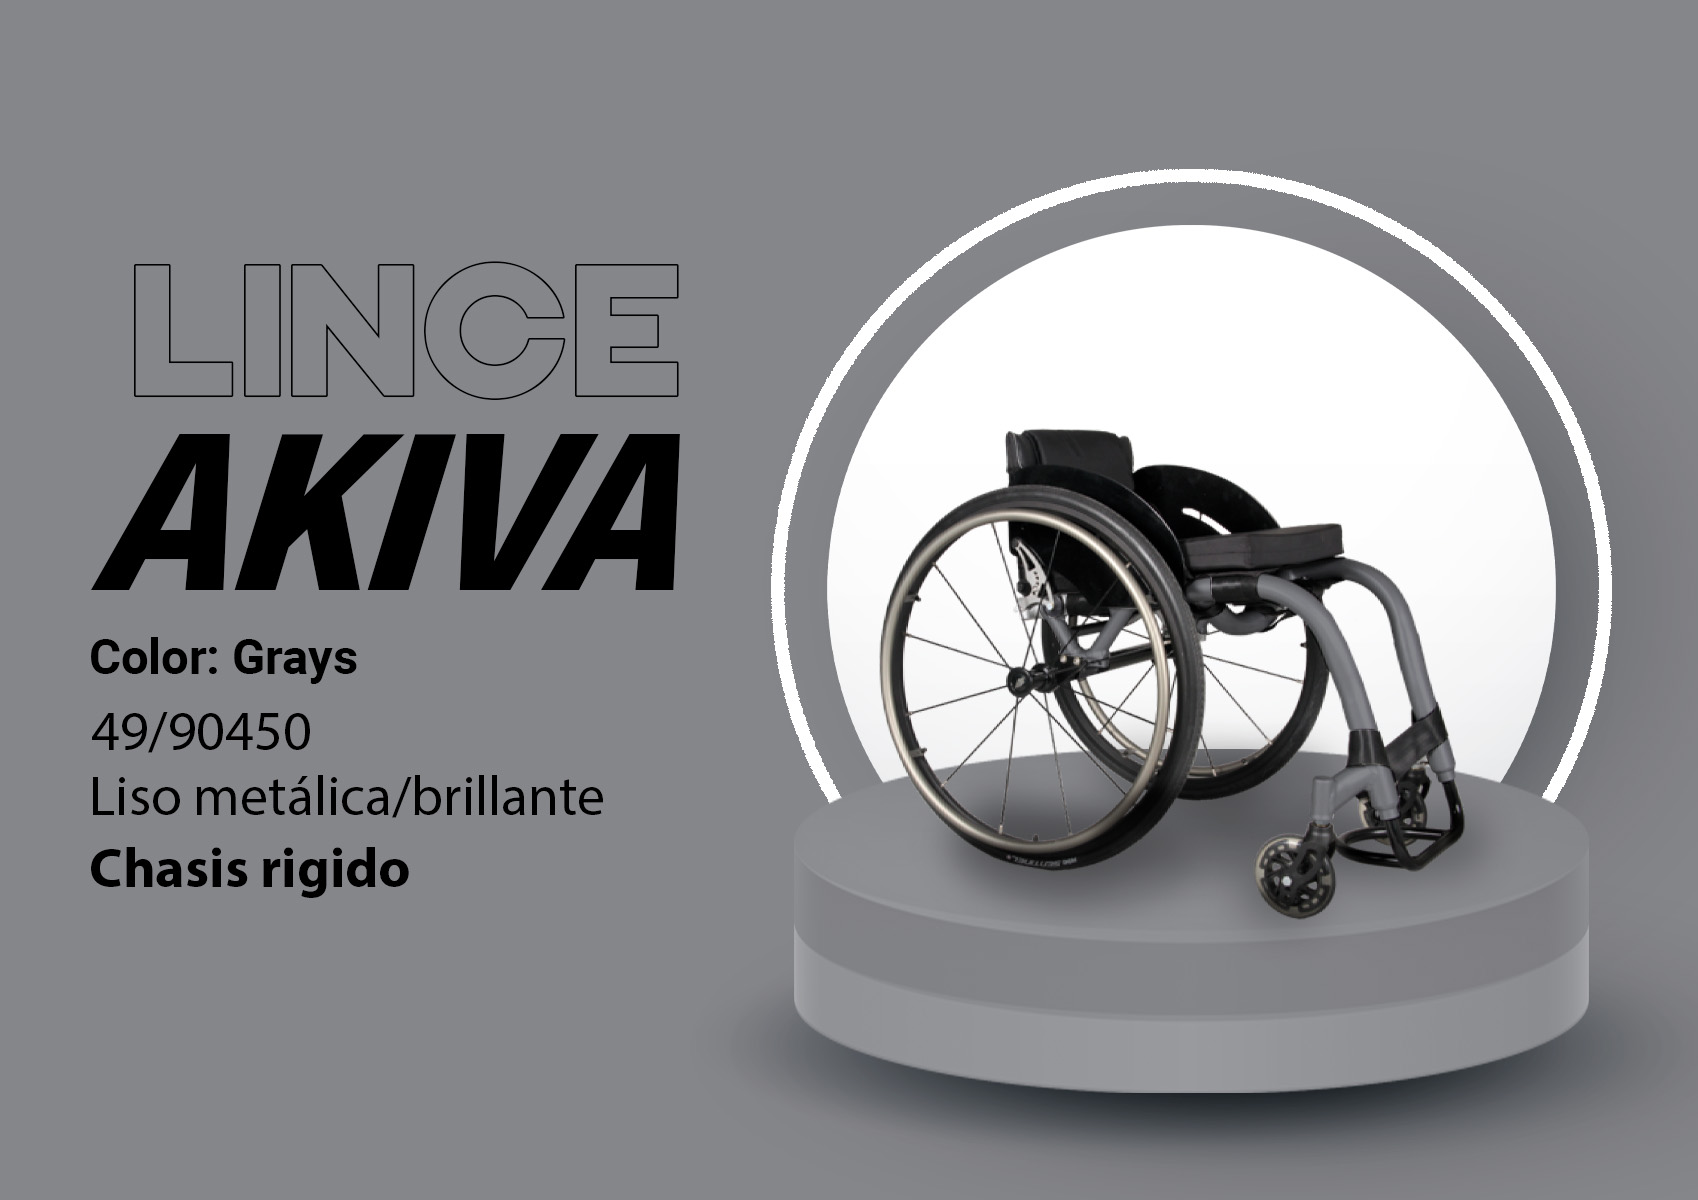 LINCE
AKIVA
Color: Grays
49/90450
Liso metálica/brillante
Chasis rigido